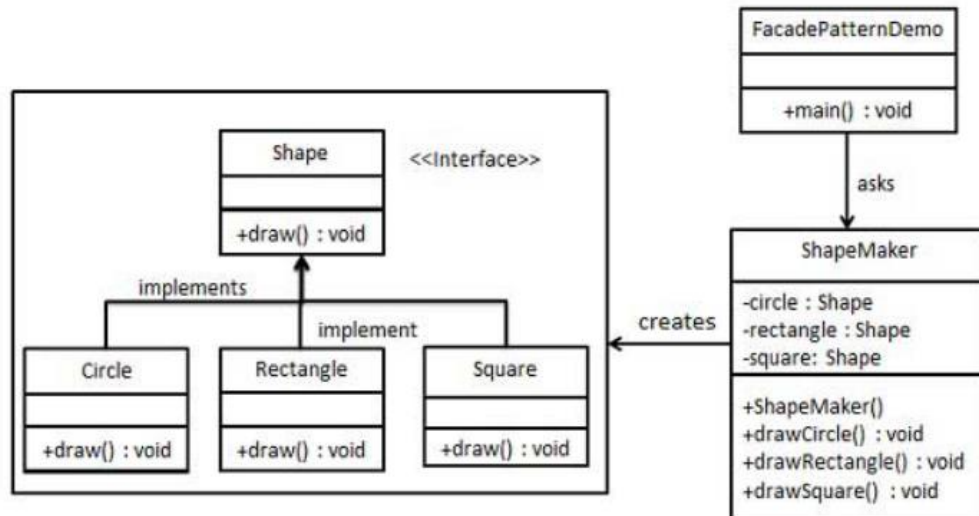 FacadePatternDemo
+main() : void
asks
Shape
<<Interface>>
+draw() : void
implements
implement
Circle
+draw() : void
Rectangle
+draw() : void
Square
+draw() : void
creates
ShapeMaker
-circle : Shape
-rectangle : Shape
-square: Shape
+ShapeMaker()
+drawCircle() : void
+drawRectangle() : void
+drawSquare() : void